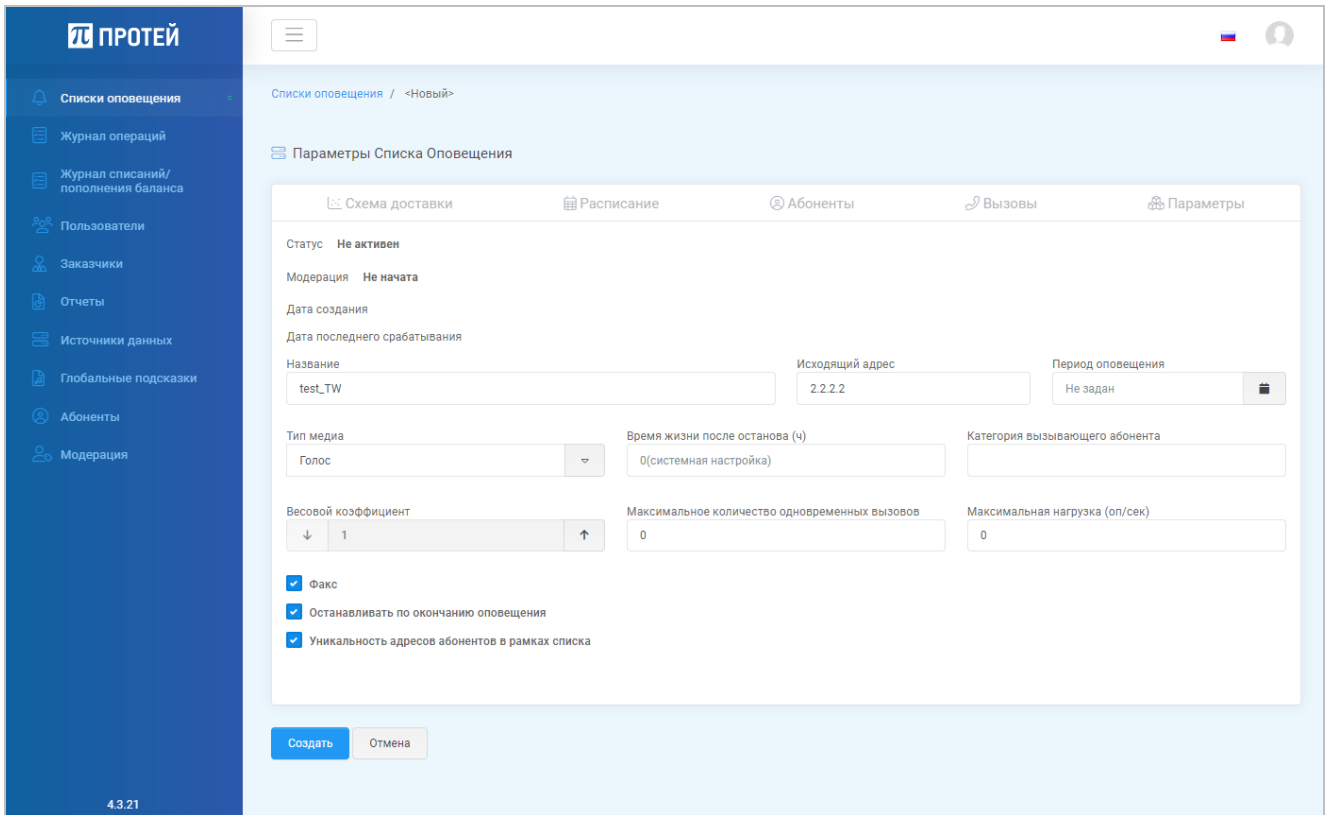 ПРОТЕЙ
Списки оповещения
Журнал операций
Журнал списаний/
пополнения баланса
Пользователи
Заказчики
Отчеты
Источники данных
Глобальные подсказки
Абоненты
Модерация
4.3.21
Списки оповещения / <Новый>
Параметры Списка Оповещения
Схема доставки Расписание Абоненты Вызовы Параметры
Статус Не активен
Модерация Не начата
Дата создания
Дата последнего срабатывания
Название Исходящий адрес Период оповещения
test_TW 2.2.2.2 Не задан
Тип медиа Время жизни после останова (ч) Категория вызывающего абонента
Голос 0(системная настройка)
Весовой коэффициент Максимальное количество одновременных вызовов Максимальная нагрузка (оп/сек)
1 0 0
Факс
Останавливать по окончанию оповещения
Уникальность адресов абонентов в рамках списка
Создать Отмена